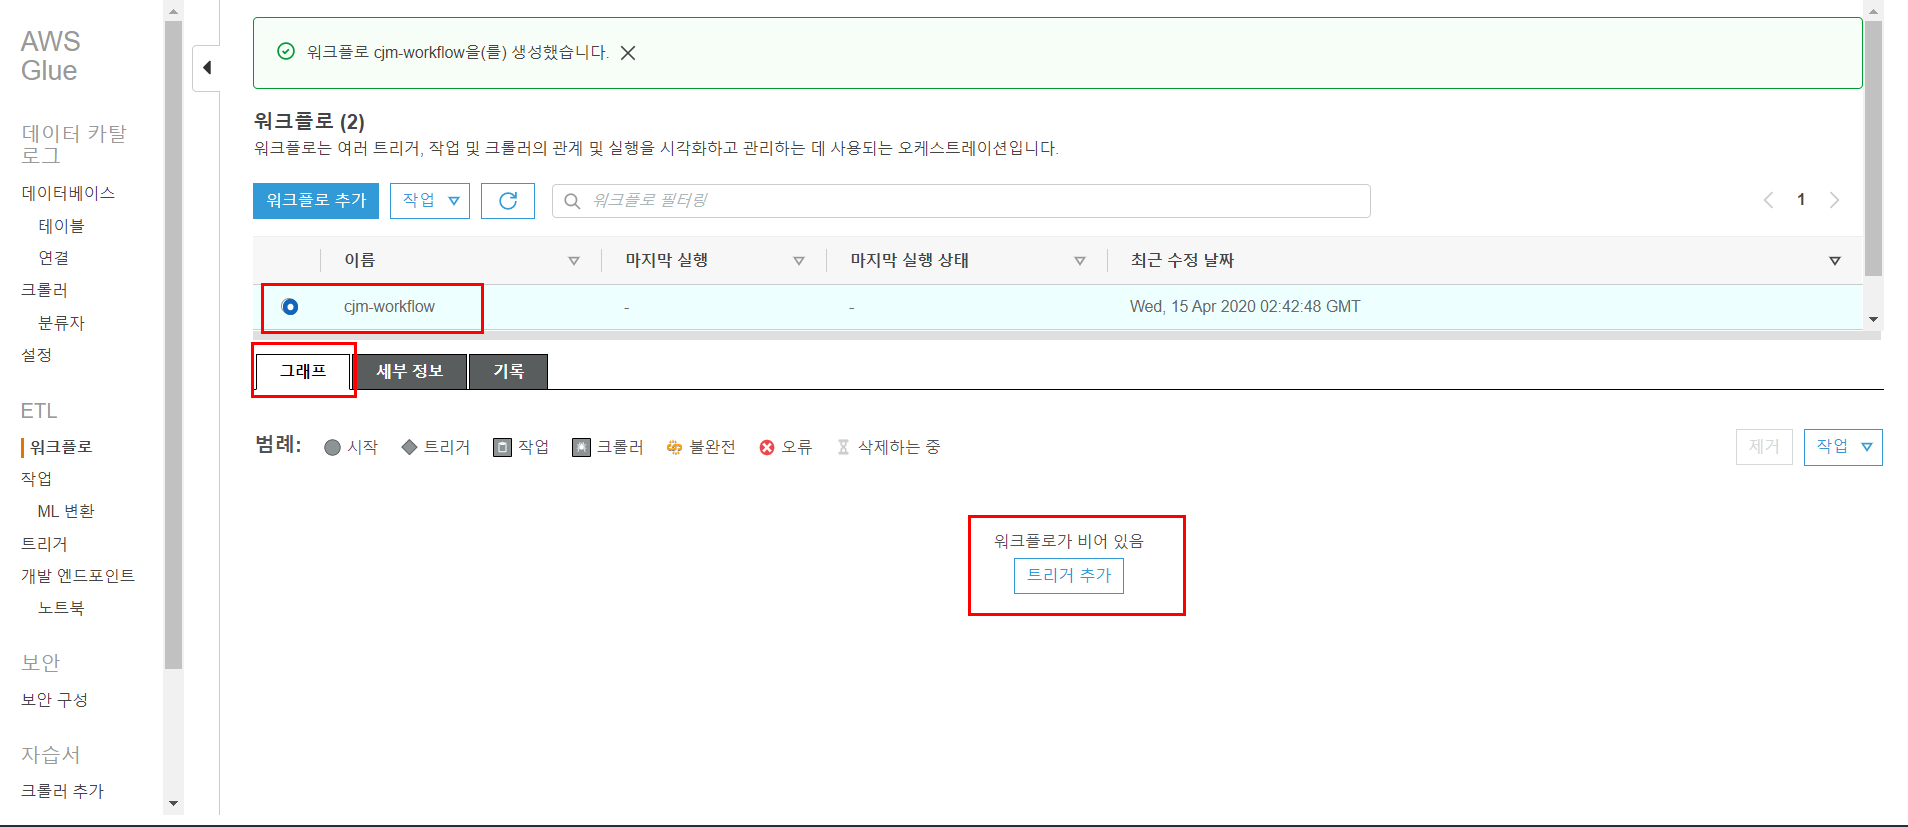 AWS
Glue
데이터 카탈
로그
데이터베이스
테이블
연결
크롤러
분류자
설정
ETL
워크플로
작업
ML 변환
트리거
개발 엔드포인트
노트북
보안
보안 구성
자습서
크롤러 추가
워크플로 cjm-workflow을(를) 생성했습니다.
워크플로 (2)
워크플로는 여러 트리거, 작업 및 크롤러의 관계 및 실행을 시각화하고 관리하는 데 사용되는 오케스트레이션입니다.
워크플로 추가 작업 워크플로 필터링 1
이름 마지막 실행 마지막 실행 상태 최근 수정 날짜
cjm-workflow - - Wed, 15 Apr 2020 02:42:48 GMT
그래프 세부 정보 기록
범례: 시작 트리거 작업 크롤러 불완전 오류 삭제하는 중 제거 작업
워크플로가 비어 있음
트리거 추가